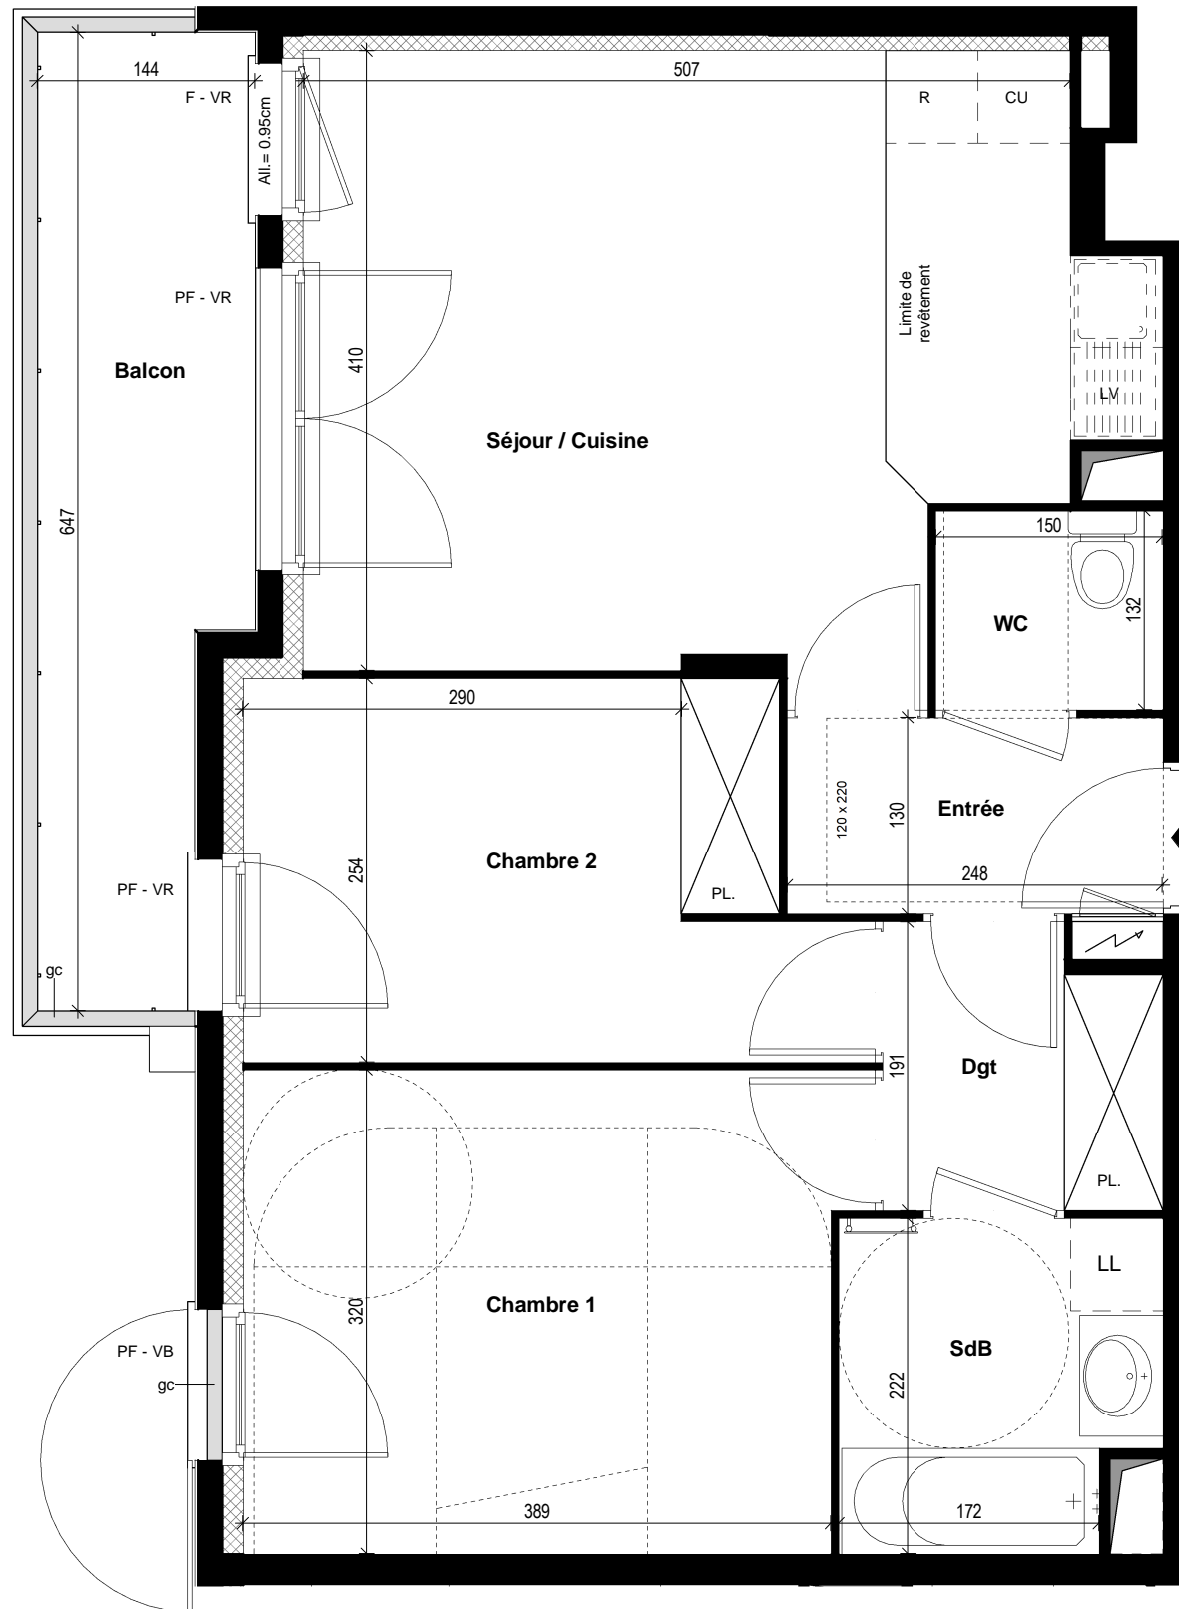 144
507
F - VR
All.= 0.95cm
R
CU
PF - VR
Limite de
revêtement
410
Balcon
LV
Séjour / Cuisine
647
150
132
WC
290
120 x 220
130
Entrée
254
Chambre 2
248
PF - VR
PL.
gc
191
Dgt
PL.
LL
320
Chambre 1
PF - VB
SdB
gc
222
389
172